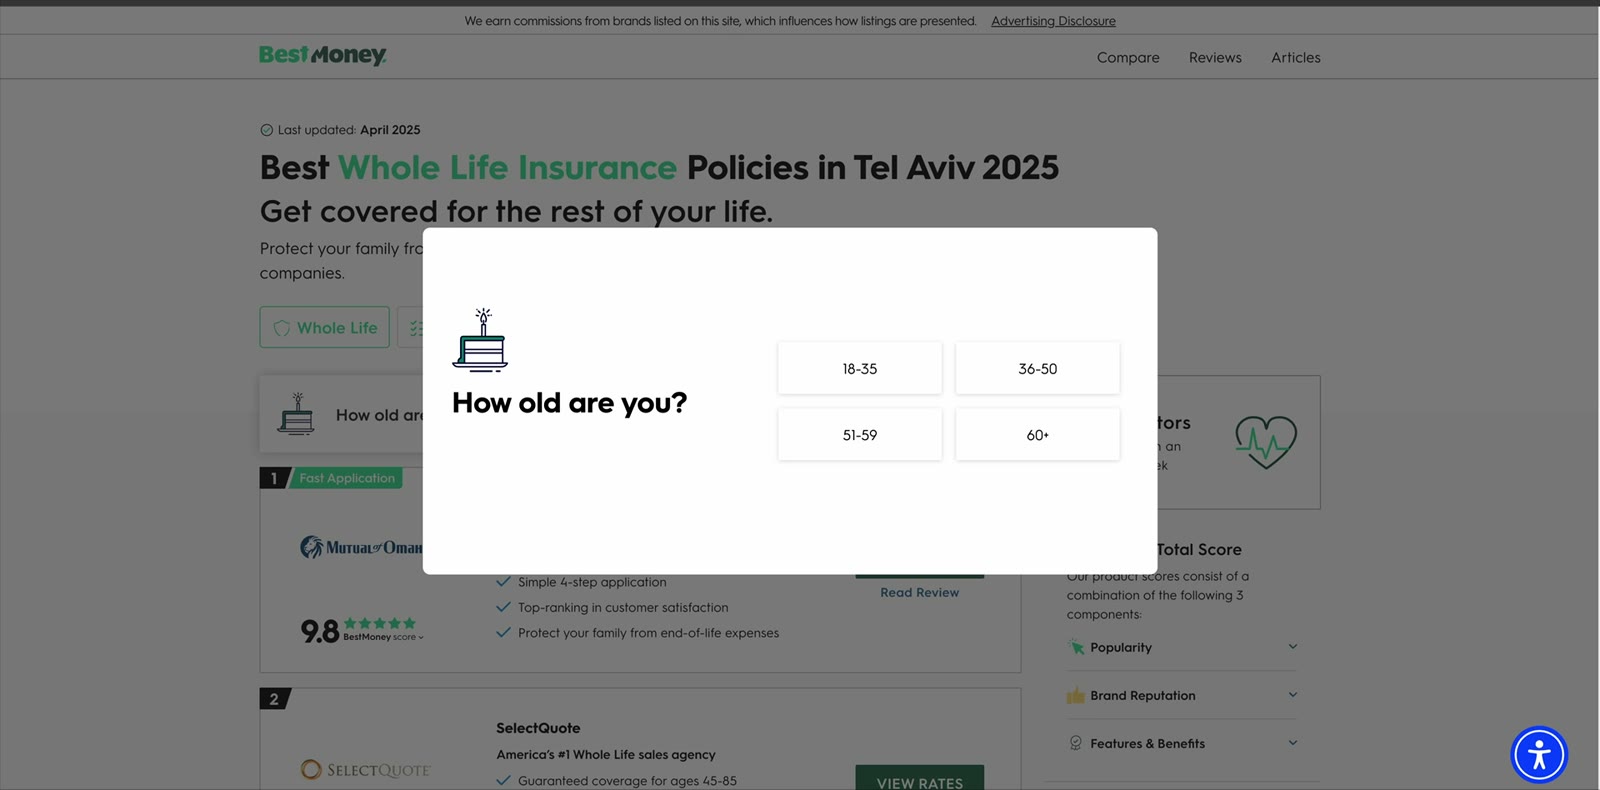 We earn commissions from brands listed on this site, which influences how listings are presented. Advertising Disclosure
BestMoney
Compare Reviews Articles
Last updated: April 2025
Best Whole Life Insurance Policies in Tel Aviv 2025
Get covered for the rest of your life.
Protect your family
companies.
Whole Life
How old are you?
18-35
36-50
51-59
60+
How old
1 Fast Application
Mutual of
Simple 4-step application
Top-ranking in customer satisfaction
Protect your family from end-of-life expenses
9.8
BestMoney score
Read Review
2
SelectQuote
America's #1 Whole Life sales agency
Guaranteed coverage for ages 45-85
SELECTQUOTE
VIEW RATES
an
Total Score
Our product scores consist of a
combination of the following 3
components:
Popularity
Brand Reputation
Features & Benefits